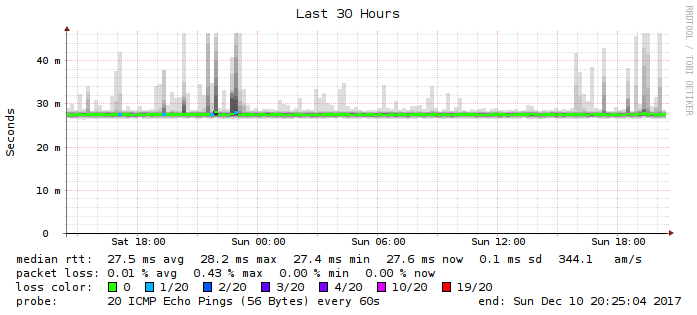 Last 30 Hours
RRDTOOL / TOBI OETIKER
Seconds
40 m
30 m
20 m
10 m
0
Sat 18:00 Sun 00:00 Sun 06:00 Sun 12:00 Sun 18:00
median rtt: 27.5 ms avg 28.2 ms max 27.4 ms min 27.6 ms now 0.1 ms sd 344.1 am/s
packet loss: 0.01 % avg 0.43 % max 0.00 % min 0.00 % now
loss color: 0 1/20 2/20 3/20 4/20 10/20 19/20
probe: 20 ICMP Echo Pings (56 Bytes) every 60s end: Sun Dec 10 20:25:04 2017